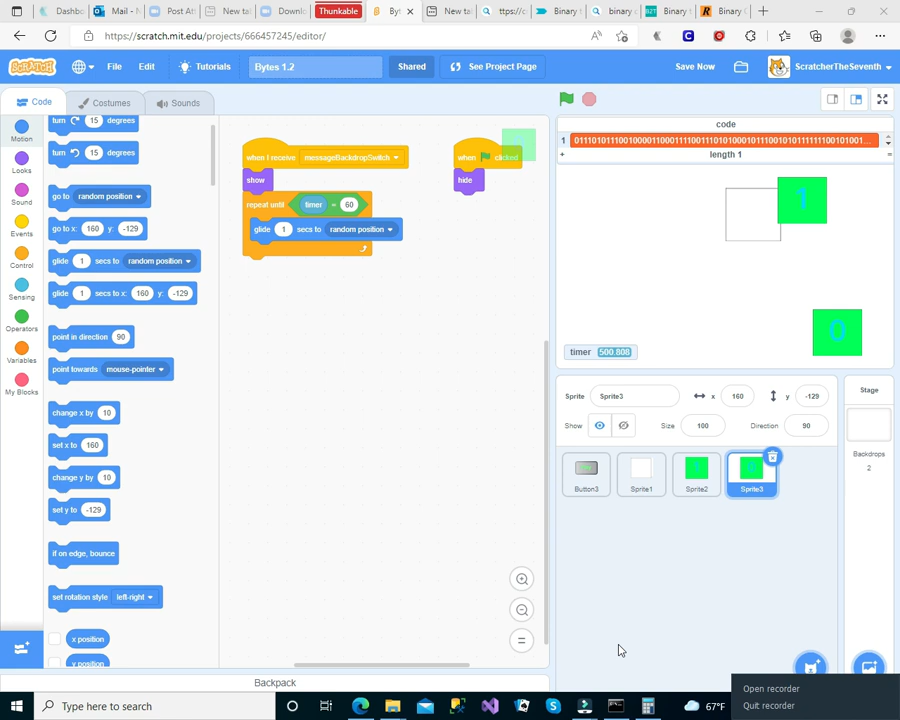 Dashbo
Mail - N
Post Att
New tab
Downlo
Thunkable
Byt
New tab
ttps://c
Binary t
binary c
Binary t
Binary C
https://scratch.mit.edu/projects/666457245/editor/
SCRATCH
File
Edit
Tutorials
Bytes 1.2
Shared
See Project Page
Save Now
ScratcherTheSeventh
Code
Costumes
Sounds
Motion
Looks
Sound
Events
Control
Sensing
Operators
Variables
My Blocks
turn 15 degrees
turn 15 degrees
go to random position
go to x: 160 y: -129
glide 1 secs to random position
glide 1 secs to x: 160 y: -129
point in direction 90
point towards mouse-pointer
change x by 10
set x to 160
change y by 10
set y to -129
if on edge, bounce
set rotation style left-right
x position
y position
when I receive messageBackdropSwitch
show
repeat until timer = 60
glide 1 secs to random position
when clicked
hide
code
1
+ length 1 =
1
0
timer 500.808
Sprite Sprite3 x 160 y -129
Show Size 100 Direction 90
Button3
Sprite1
Sprite2
Sprite3
Stage
Backdrops
2
Backpack
Type here to search
67°F
Open recorder
Quit recorder